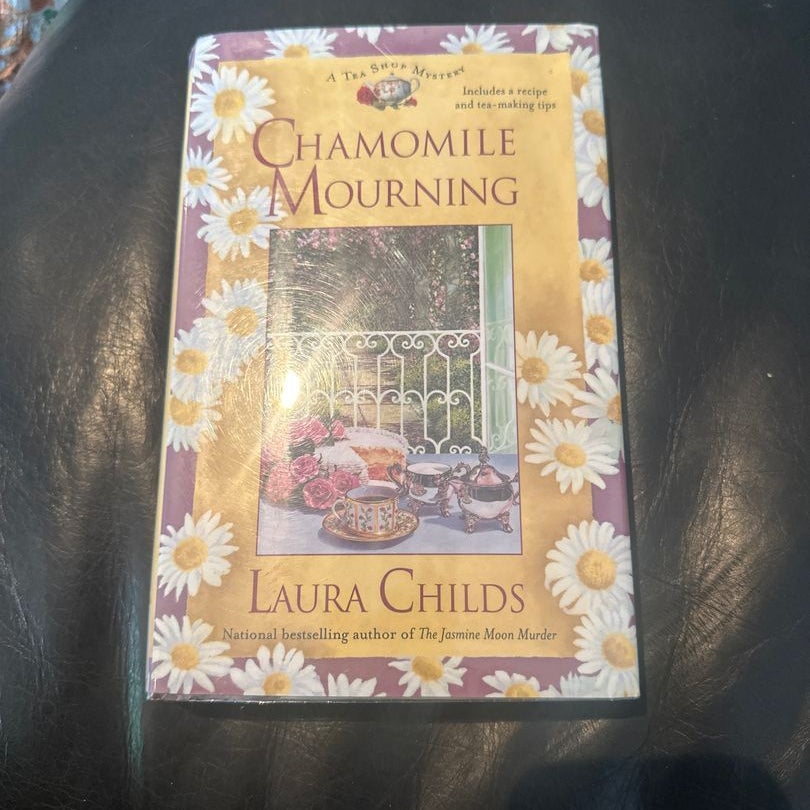 A Tea Shop Mystery
Includes a recipe
and tea-making tips
Chamomile
Mourning
Laura Childs
National bestselling author of The Jasmine Moon Murder